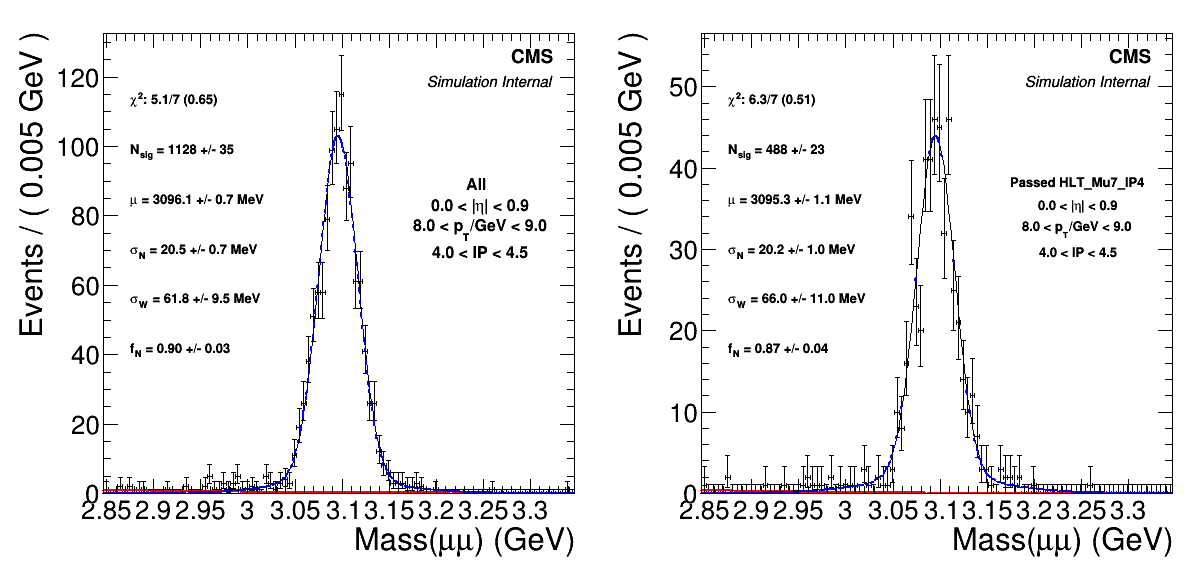 Events / ( 0.005 GeV )
120
100
80
60
40
20
0
CMS
Simulation Internal
χ²: 5.1/7 (0.65)
N_sig = 1128 +/- 35
μ = 3096.1 +/- 0.7 MeV
σ_N = 20.5 +/- 0.7 MeV
σ_W = 61.8 +/- 9.5 MeV
f_N = 0.90 +/- 0.03
All
0.0 < |η| < 0.9
8.0 < p_T/GeV < 9.0
4.0 < IP < 4.5
2.85 2.9 2.95 3 3.05 3.1 3.15 3.2 3.25 3.3
Mass(μμ) (GeV)
Events / ( 0.005 GeV )
50
40
30
20
10
0
CMS
Simulation Internal
χ²: 6.3/7 (0.51)
N_sig = 488 +/- 23
μ = 3095.3 +/- 1.1 MeV
σ_N = 20.2 +/- 1.0 MeV
σ_W = 66.0 +/- 11.0 MeV
f_N = 0.87 +/- 0.04
Passed HLT_Mu7_IP4
0.0 < |η| < 0.9
8.0 < p_T/GeV < 9.0
4.0 < IP < 4.5
2.85 2.9 2.95 3 3.05 3.1 3.15 3.2 3.25 3.3
Mass(μμ) (GeV)